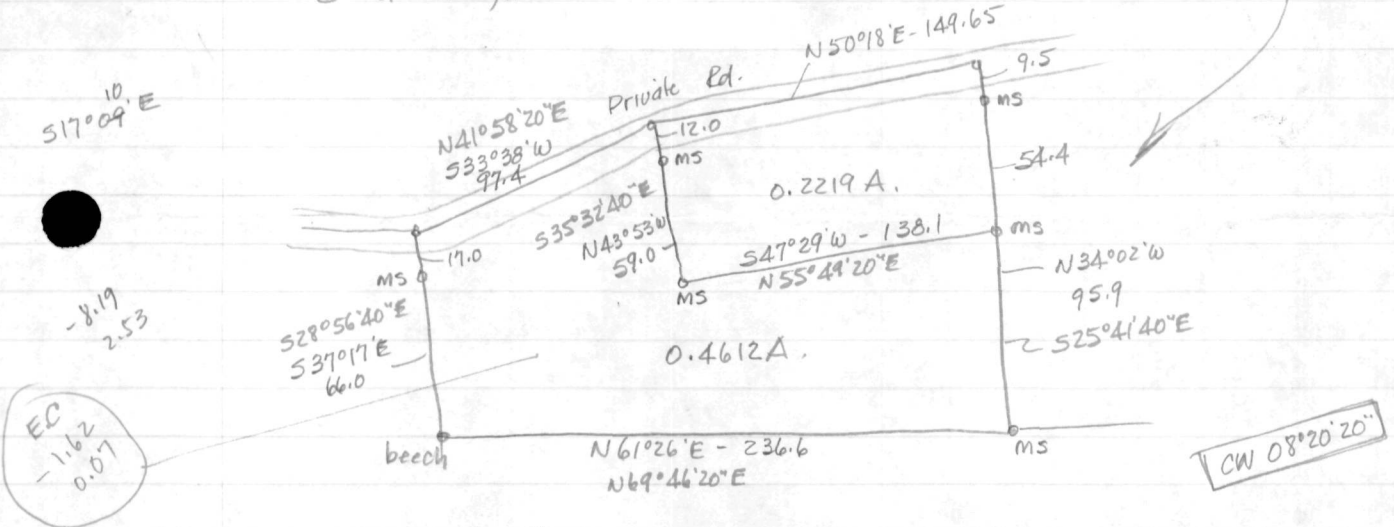 N50°18'E - 149.65
9.5
Private Rd.
10
S17°09'E
ms
12.0
N41°58'20"E
S33°38'W
97.4
ms
54.4
0.2219 A.
S35°32'40"E
N43°53'W
59.0
S47°29'W - 138.1
N55°49'20"E
ms
17.0
ms
ms
N34°02'W
95.9
S25°41'40"E
-8.19
2.53
S28°56'40"E
S37°17'E
66.0
0.4612 A.
EC
-1.62
0.07
beech
N61°26'E - 236.6
N69°46'20"E
ms
CW 08°20'20"